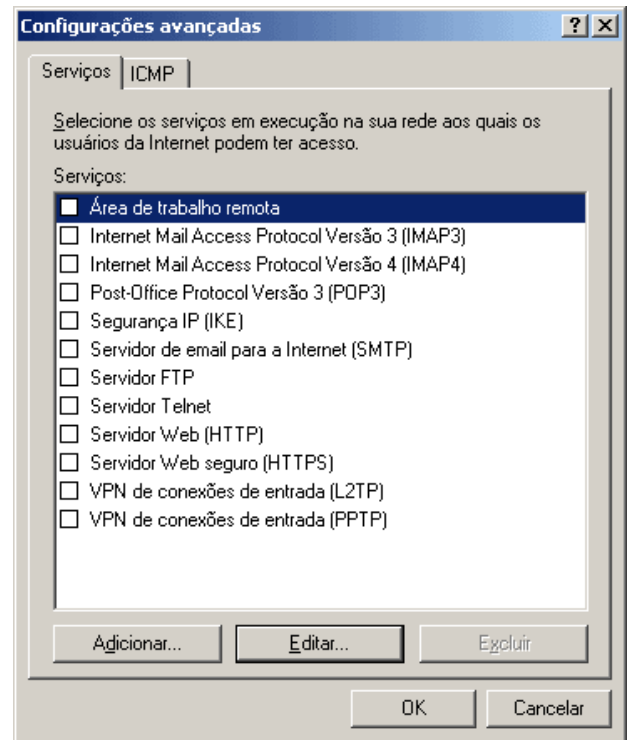 Configurações avançadas
Serviços
ICMP
Selecione os serviços em execução na sua rede aos quais os
usuários da Internet podem ter acesso.
Serviços:
Área de trabalho remota
Internet Mail Access Protocol Versão 3 (IMAP3)
Internet Mail Access Protocol Versão 4 (IMAP4)
Post-Office Protocol Versão 3 (POP3)
Segurança IP (IKE)
Servidor de email para a Internet (SMTP)
Servidor FTP
Servidor Telnet
Servidor Web (HTTP)
Servidor Web seguro (HTTPS)
VPN de conexões de entrada (L2TP)
VPN de conexões de entrada (PPTP)
Adicionar...
Editar...
Excluir
OK
Cancelar